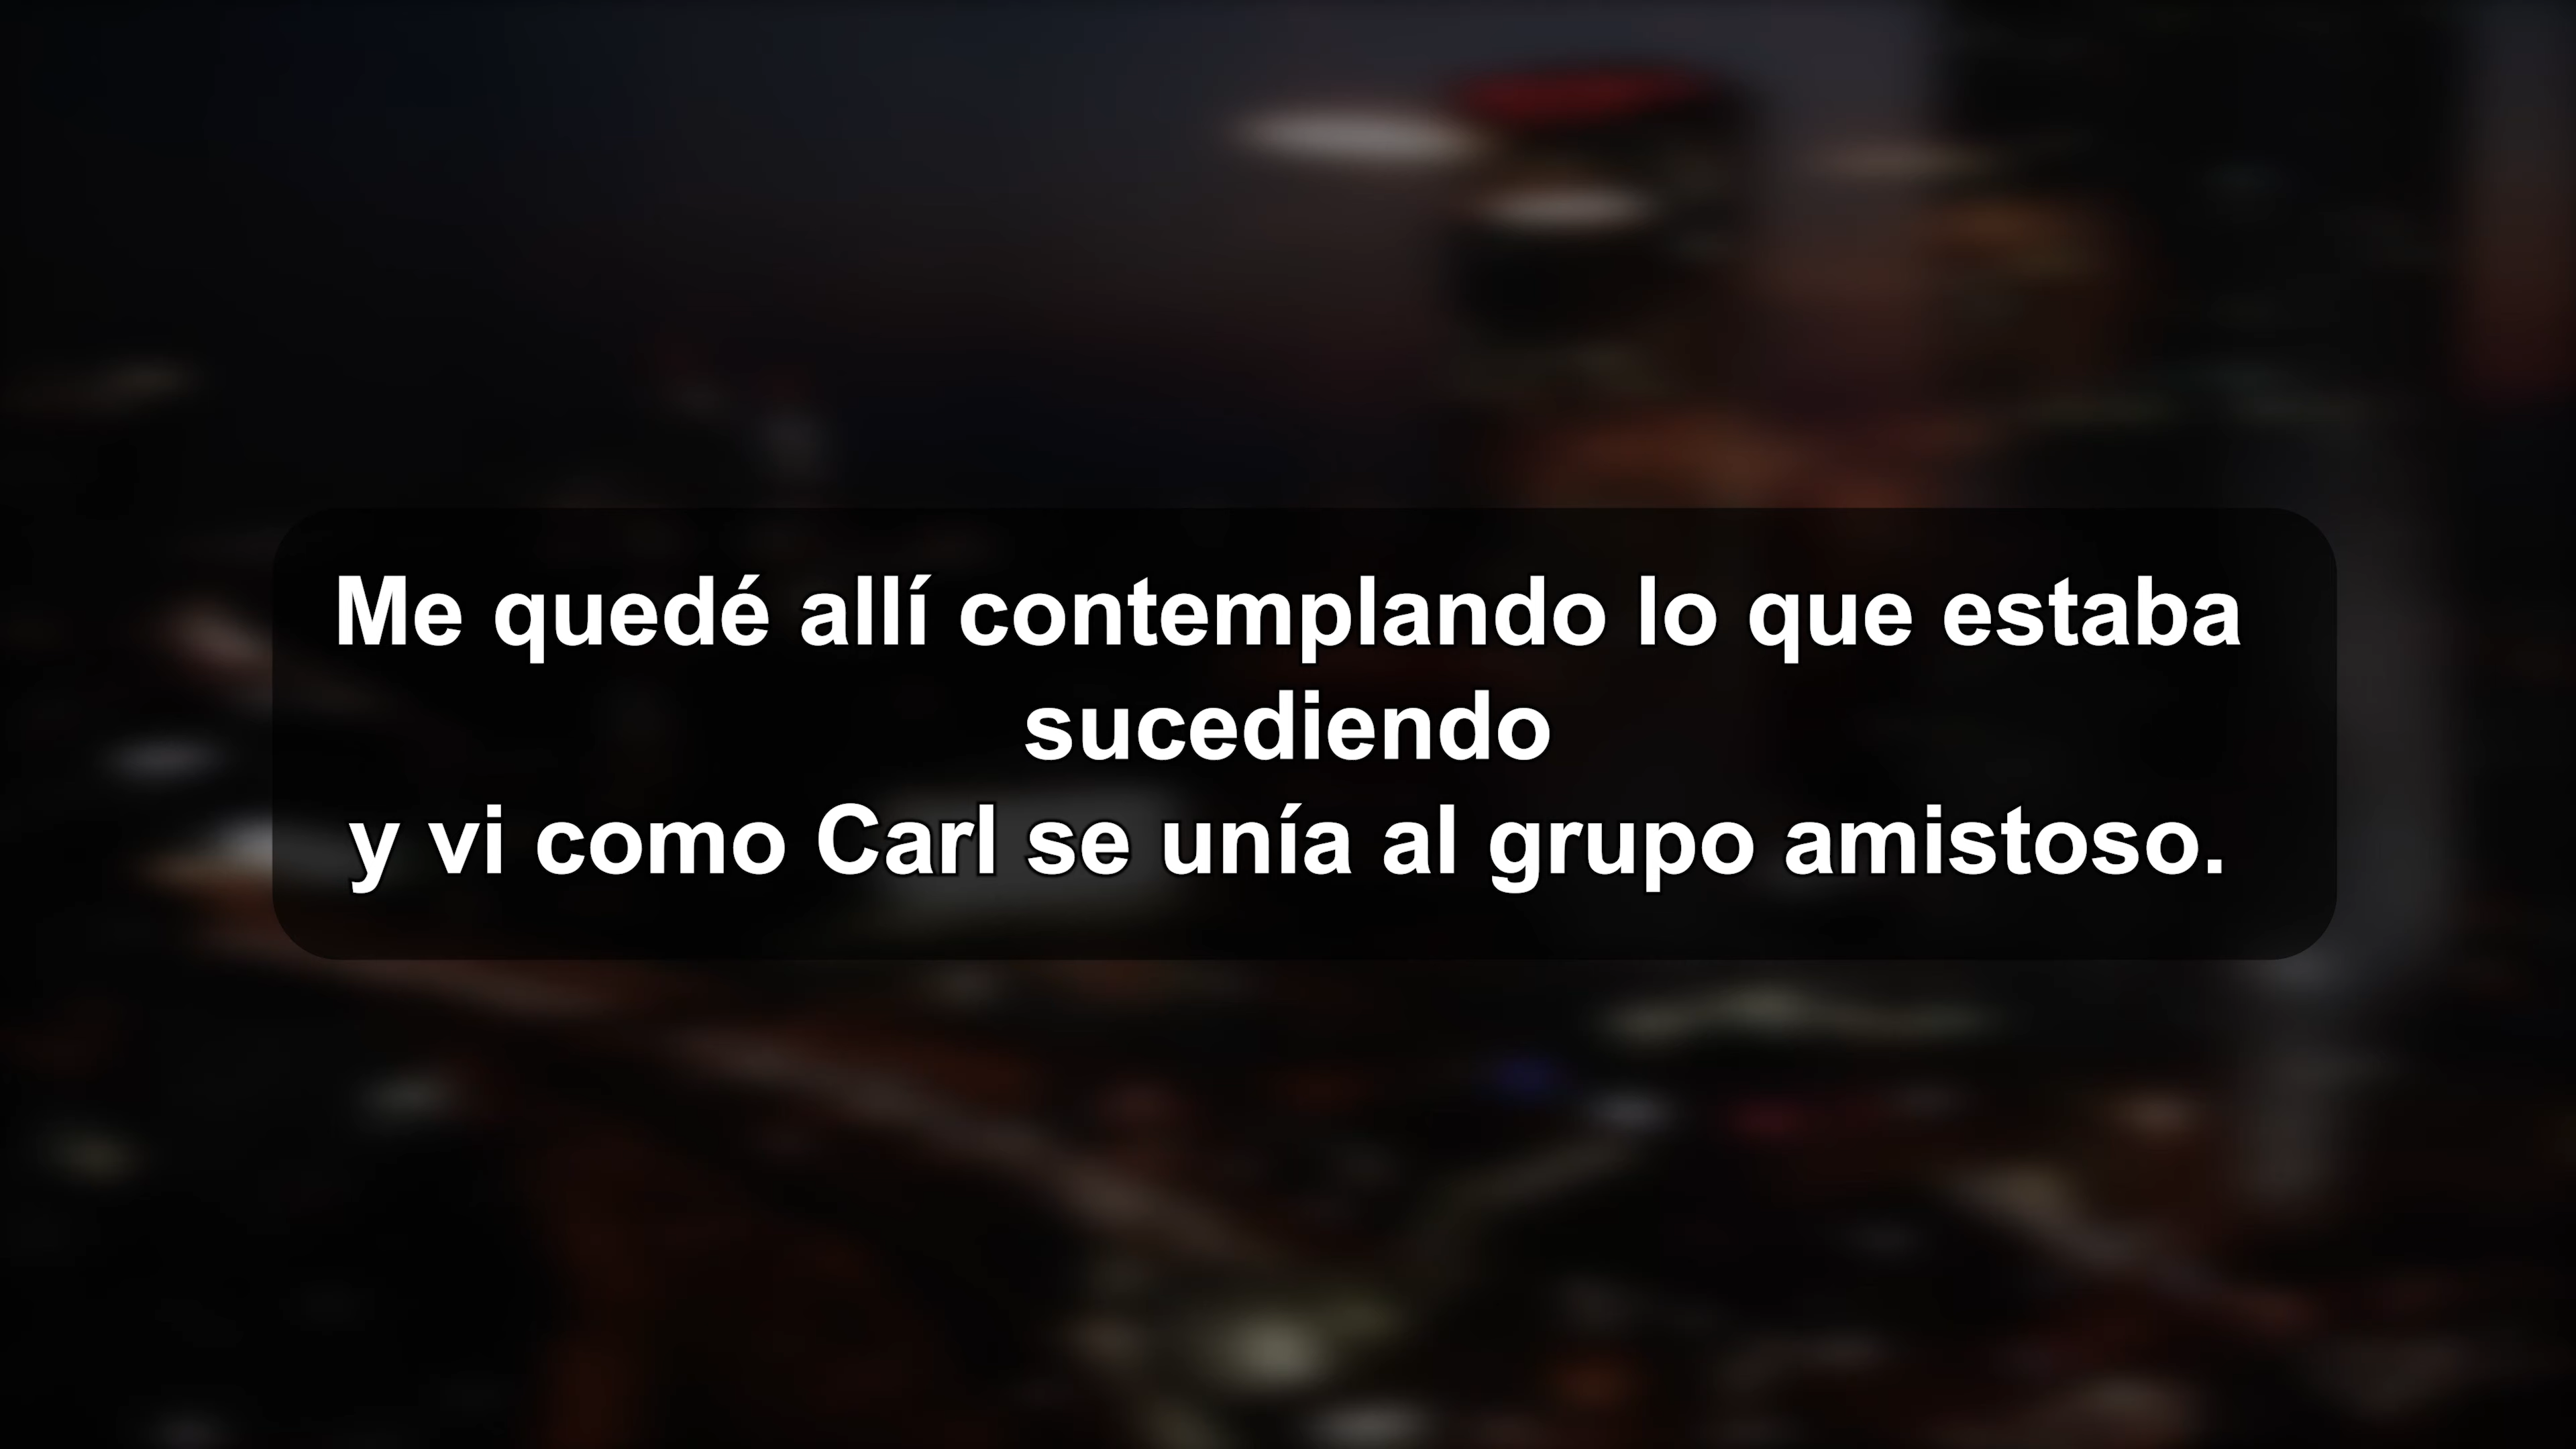 Me quedé allí contemplando lo que estaba
sucediendo
y vi como Carl se unía al grupo amistoso.